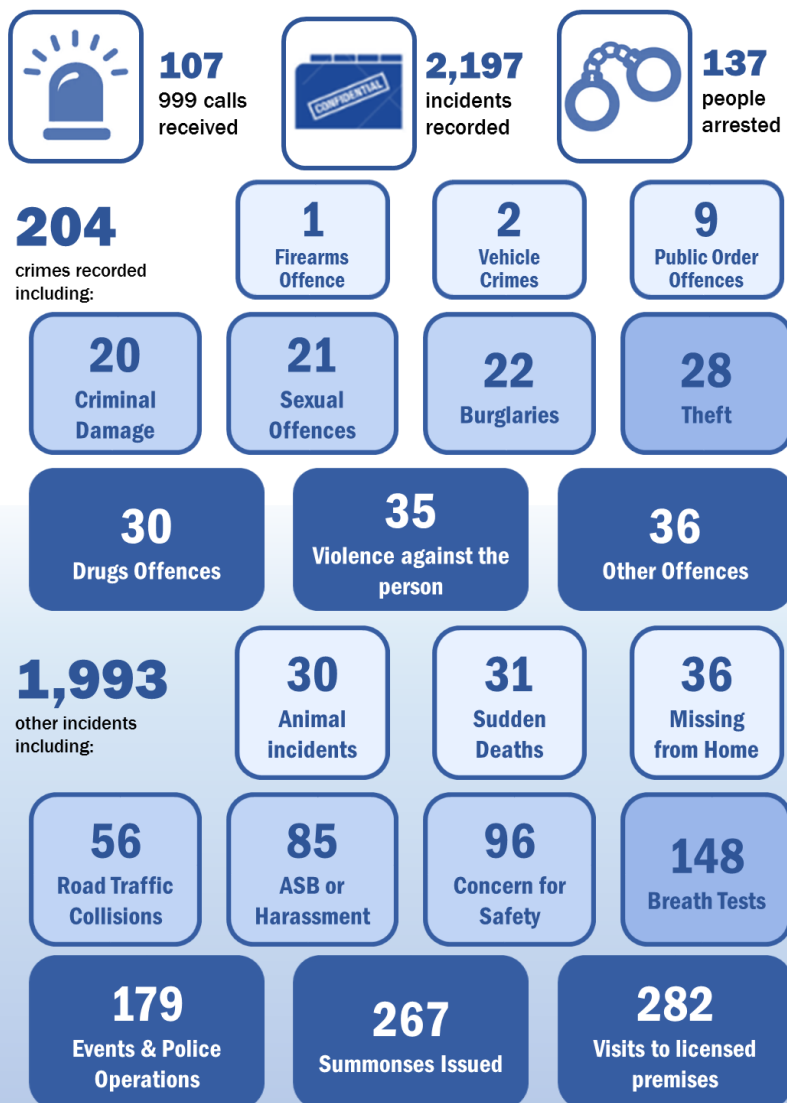 107
999 calls
received
CONFIDENTIAL
2,197
incidents
recorded
137
people
arrested
204
crimes recorded
including:
1
Firearms
Offence
2
Vehicle
Crimes
9
Public Order
Offences
20
Criminal
Damage
21
Sexual
Offences
22
Burglaries
28
Theft
30
Drugs Offences
35
Violence against the
person
36
Other Offences
1,993
other incidents
including:
30
Animal
incidents
31
Sudden
Deaths
36
Missing
from Home
56
Road Traffic
Collisions
85
ASB or
Harassment
96
Concern for
Safety
148
Breath Tests
179
Events & Police
Operations
267
Summonses Issued
282
Visits to licensed
premises